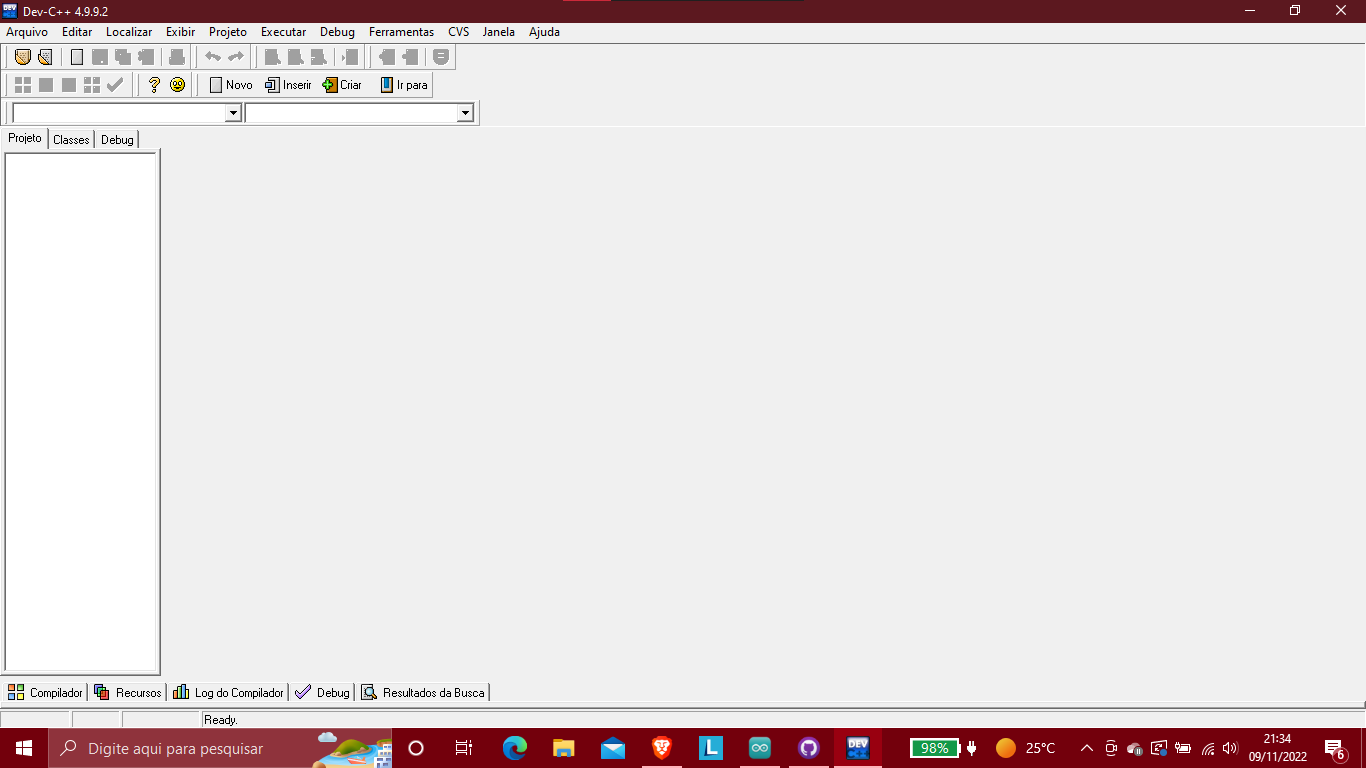 Dev-C++ 4.9.9.2
Arquivo Editar Localizar Exibir Projeto Executar Debug Ferramentas CVS Janela Ajuda
Novo Inserir Criar Ir para
Projeto Classes Debug
Compilador Recursos Log do Compilador Debug Resultados da Busca
Ready.
Digite aqui para pesquisar
L
DEV
98%
25°C
21:34
09/11/2022
6